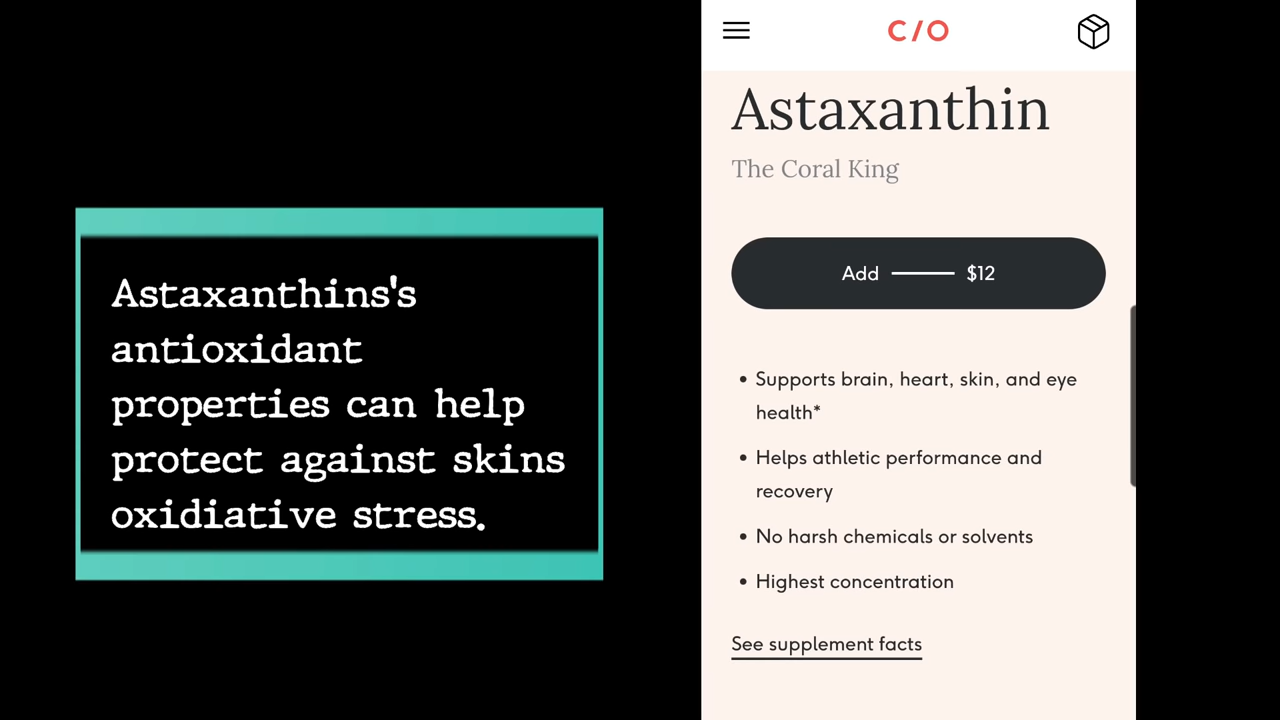 Astaxanthins's
antioxidant
properties can help
protect against skins
oxidiative stress.
C/O
Astaxanthin
The Coral King
Add $12
• Supports brain, heart, skin, and eye
health*
• Helps athletic performance and
recovery
• No harsh chemicals or solvents
• Highest concentration
See supplement facts